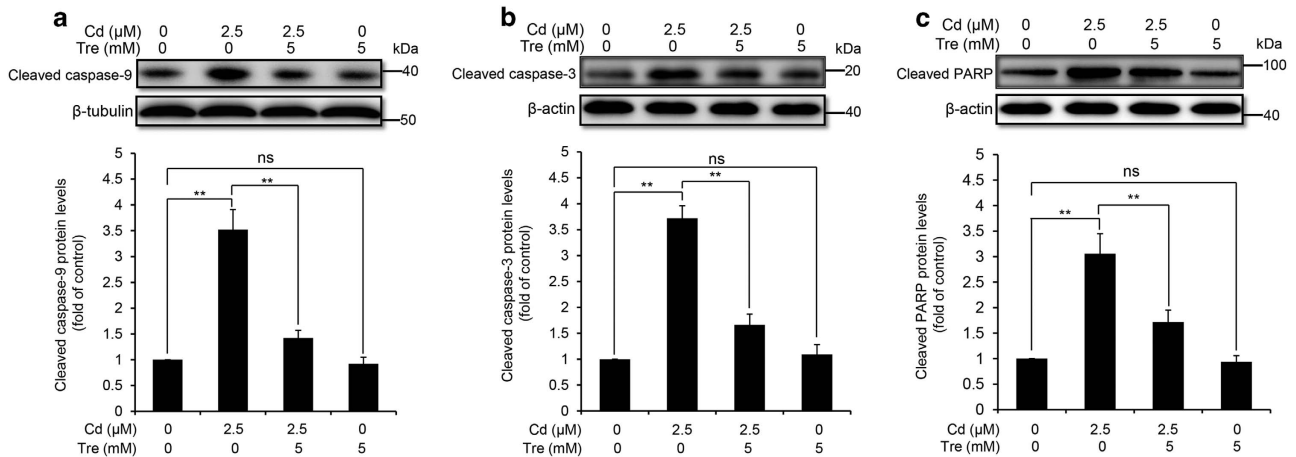 a
Cd (μM) 0 2.5 2.5 0
Tre (mM) 0 0 5 5 kDa
Cleaved caspase-9 40
β-tubulin 50
5
4.5
4
3.5
3
2.5
2
1.5
1
0.5
0
Cleaved caspase-9 protein levels
(fold of control)
ns
** **
Cd (μM) 0 2.5 2.5 0
Tre (mM) 0 0 5 5
b
Cd (μM) 0 2.5 2.5 0
Tre (mM) 0 0 5 5 kDa
Cleaved caspase-3 20
β-actin 40
5
4.5
4
3.5
3
2.5
2
1.5
1
0.5
0
Cleaved caspase-3 protein levels
(fold of control)
ns
** **
Cd (μM) 0 2.5 2.5 0
Tre (mM) 0 0 5 5
c
Cd (μM) 0 2.5 2.5 0
Tre (mM) 0 0 5 5 kDa
Cleaved PARP 100
β-actin 40
5
4.5
4
3.5
3
2.5
2
1.5
1
0.5
0
Cleaved PARP protein levels
(fold of control)
ns
** **
Cd (μM) 0 2.5 2.5 0
Tre (mM) 0 0 5 5